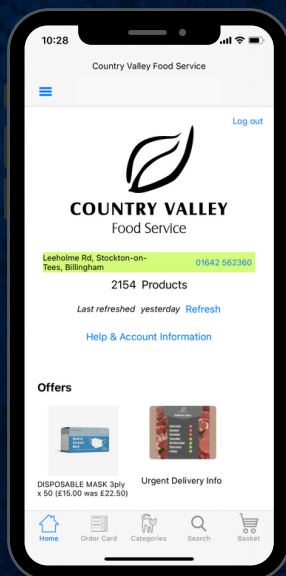 10:28
Country Valley Food Service
Log out
COUNTRY VALLEY
Food Service
Leeholme Rd, Stockton-on-
Tees, Billingham
01642 562360
2154 Products
Last refreshed yesterday Refresh
Help & Account Information
Offers
DISPOSABLE MASK 3ply
x 50 (£15.00 was £22.50)
Urgent Delivery Info
Home
Order Card
Categories
Search
Basket